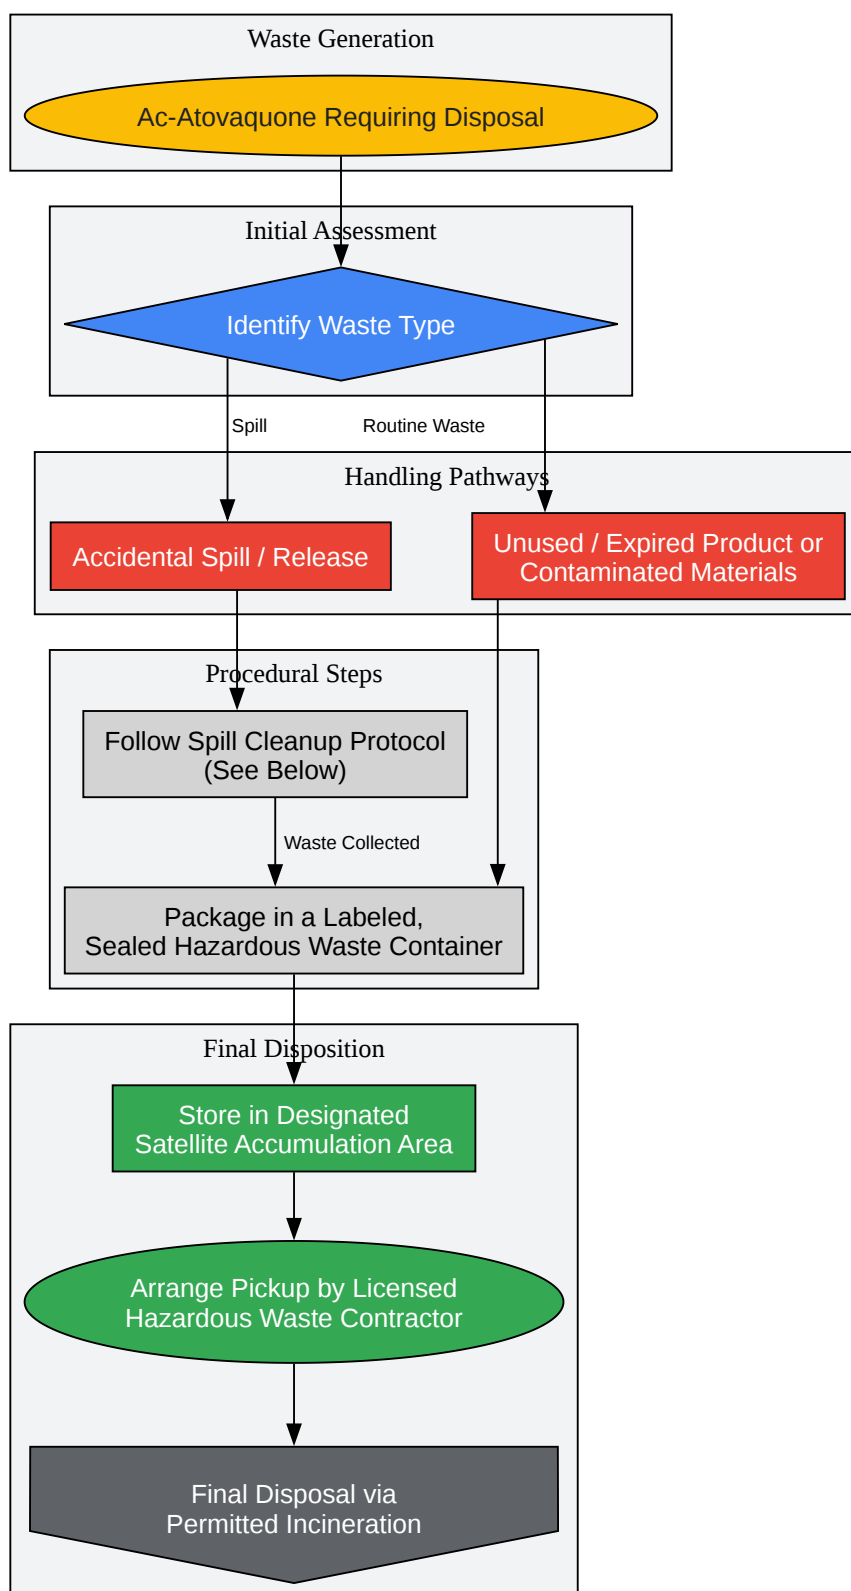 Waste Generation
Ac-Atovaquone Requiring Disposal
Initial Assessment
Identify Waste Type
Spill
Routine Waste
Handling Pathways
Accidental Spill / Release
Unused / Expired Product or
Contaminated Materials
Procedural Steps
Follow Spill Cleanup Protocol
(See Below)
Waste Collected
Package in a Labeled,
Sealed Hazardous Waste Container
Final Disposition
Store in Designated
Satellite Accumulation Area
Arrange Pickup by Licensed
Hazardous Waste Contractor
Final Disposal via
Permitted Incineration